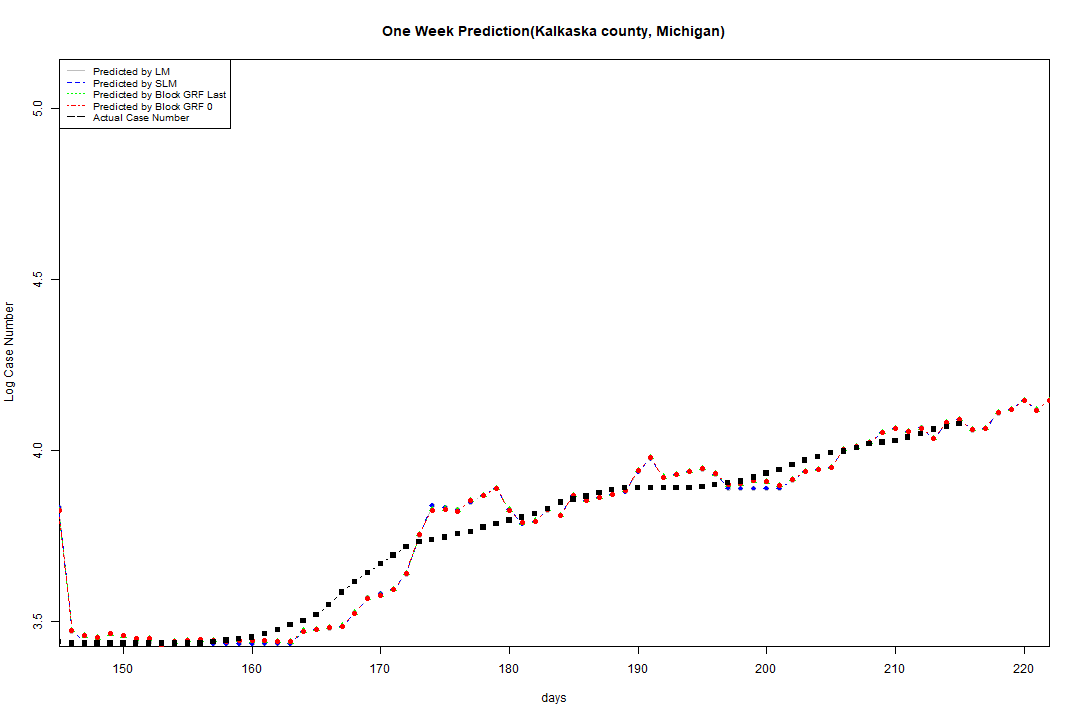 One Week Prediction(Kalkaska county, Michigan)
Predicted by LM
Predicted by SLM
Predicted by Block GRF Last
Predicted by Block GRF 0
Actual Case Number
5.0
4.5
4.0
3.5
Log Case Number
150 160 170 180 190 200 210 220
days